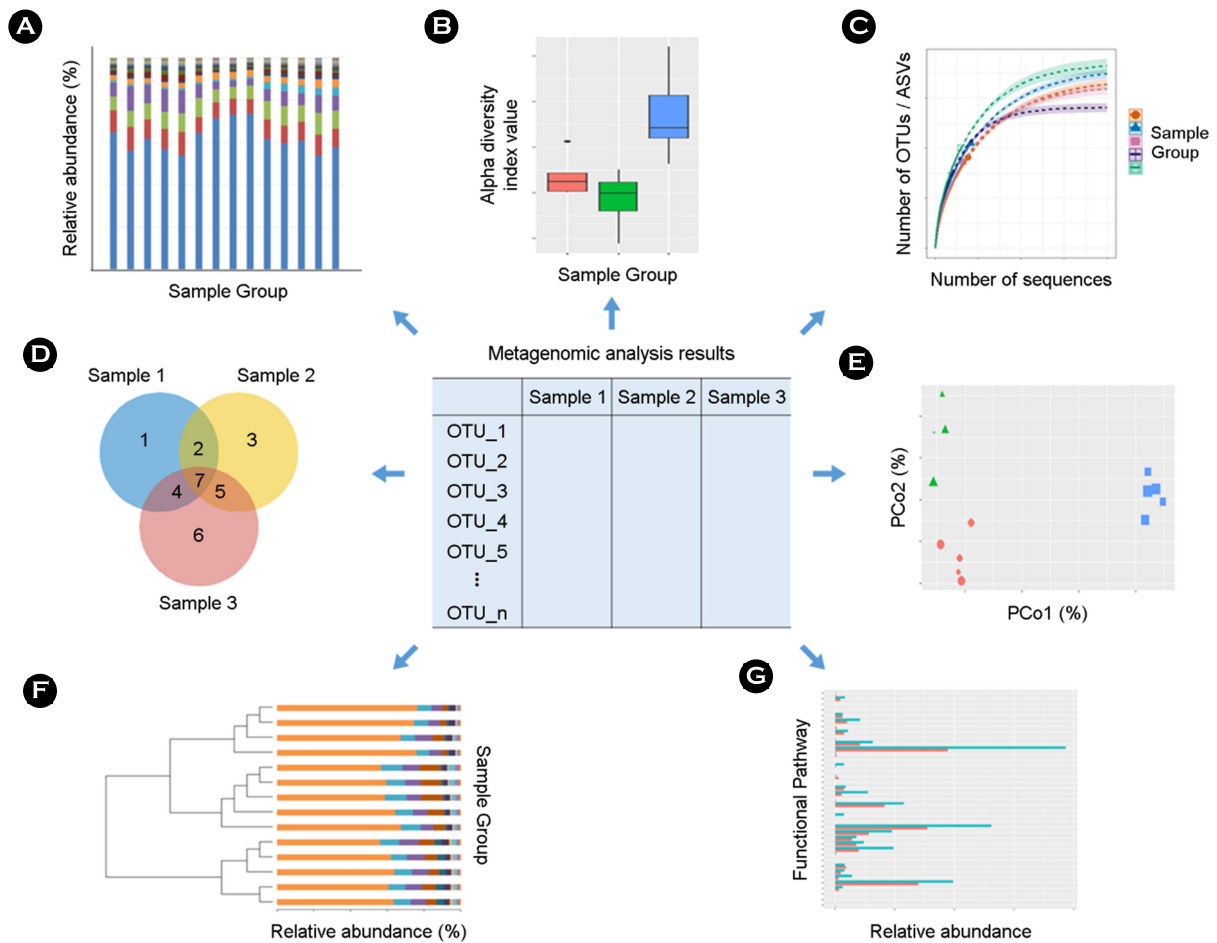 A
Relative abundance (%)
Sample Group
B
Alpha diversity
index value
Sample Group
C
Number of OTUs / ASVs
Number of sequences
Sample
Group
D
Sample 1
Sample 2
1
2
3
7
4
5
6
Sample 3
Metagenomic analysis results
Sample 1 Sample 2 Sample 3
OTU_1
OTU_2
OTU_3
OTU_4
OTU_5
⋮
OTU_n
E
PCo2 (%)
PCo1 (%)
F
Sample Group
Relative abundance (%)
G
Functional Pathway
Relative abundance